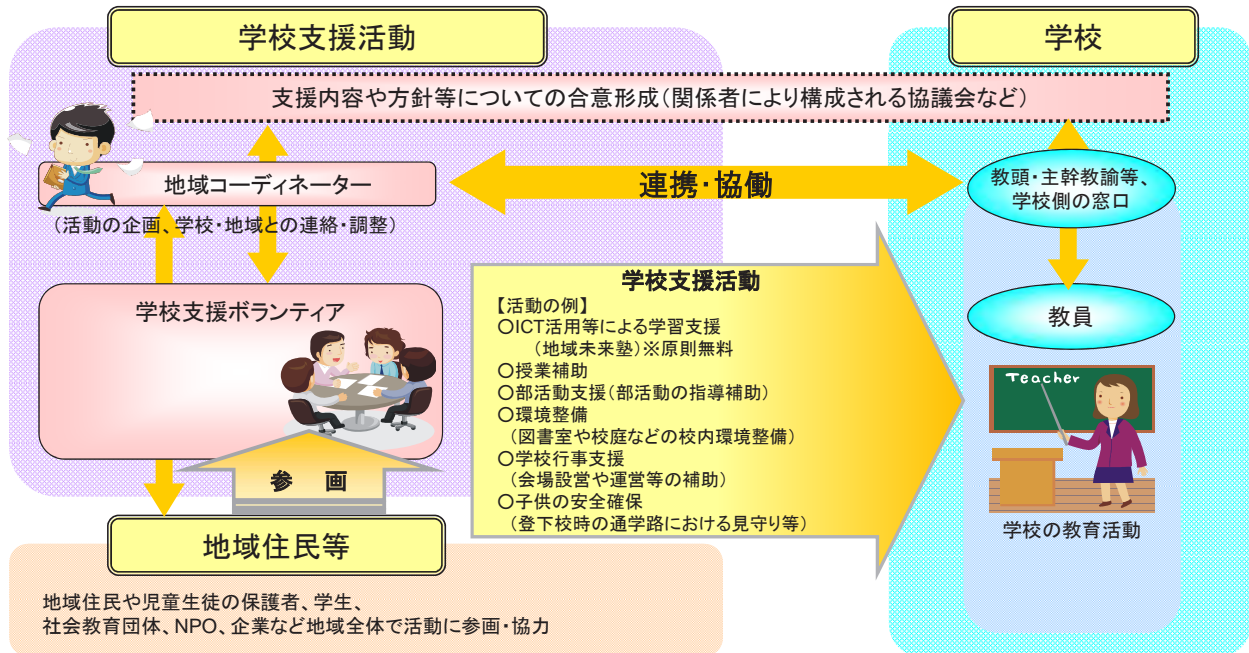 学校支援活動
学校
支援内容や方針等についての合意形成(関係者により構成される協議会など)
地域コーディネーター
(活動の企画、学校・地域との連絡・調整)
連携・協働
教頭・主幹教諭等、
学校側の窓口
学校支援ボランティア
学校支援活動
【活動の例】
○ICT活用等による学習支援
(地域未来塾)※原則無料
○授業補助
○部活動支援(部活動の指導補助)
○環境整備
(図書室や校庭などの校内環境整備)
○学校行事支援
(会場設営や運営等の補助)
○子供の安全確保
(登下校時の通学路における見守り等)
教員
Teacher
学校の教育活動
参 画
地域住民等
地域住民や児童生徒の保護者、学生、
社会教育団体、NPO、企業など地域全体で活動に参画・協力